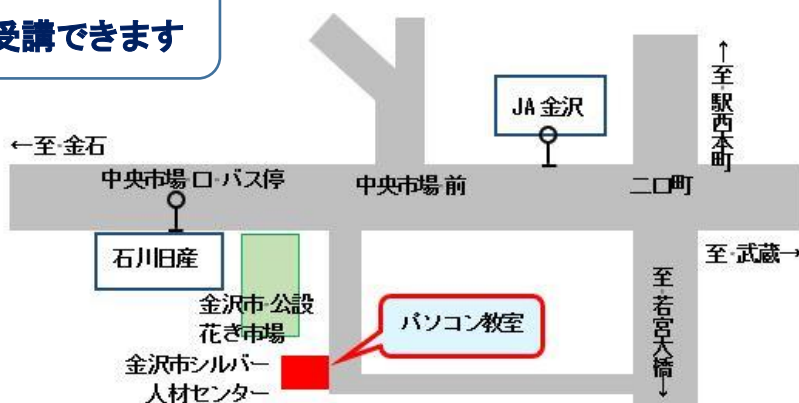 受講できます
↑至・駅西本町
JA 金沢
←至・金石
中央市場・口・バス停
中央市場・前
二口町
石川日産
至・武蔵→
至・若宮大橋↓
金沢市・公設
花き市場
パソコン教室
金沢市シルバー
人材センター